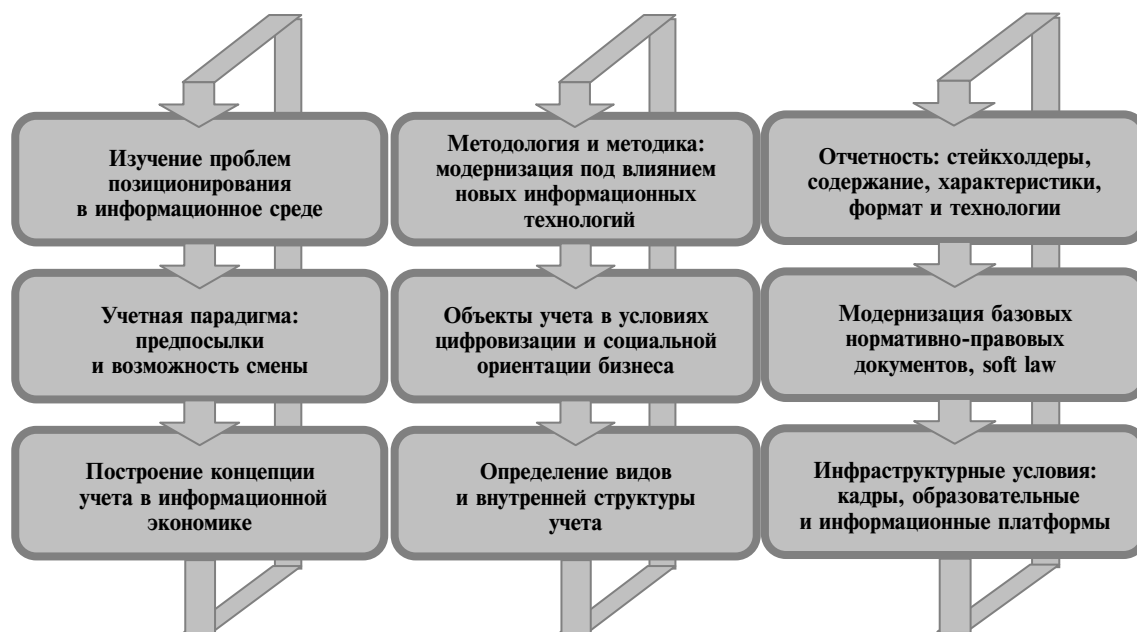 Изучение проблем
позиционирования
в информационное среде
Учетная парадигма:
предпосылки
и возможность смены
Построение концепции
учета в информационной
экономике
Методология и методика:
модернизация под влиянием
новых информационных
технологий
Объекты учета в условиях
цифровизации и социальной
ориентации бизнеса
Определение видов
и внутренней структуры
учета
Отчетность: стейкхолдеры,
содержание, характеристики,
формат и технологии
Модернизация базовых
нормативно-правовых
документов, soft law
Инфраструктурные условия:
кадры, образовательные
и информационные платформы